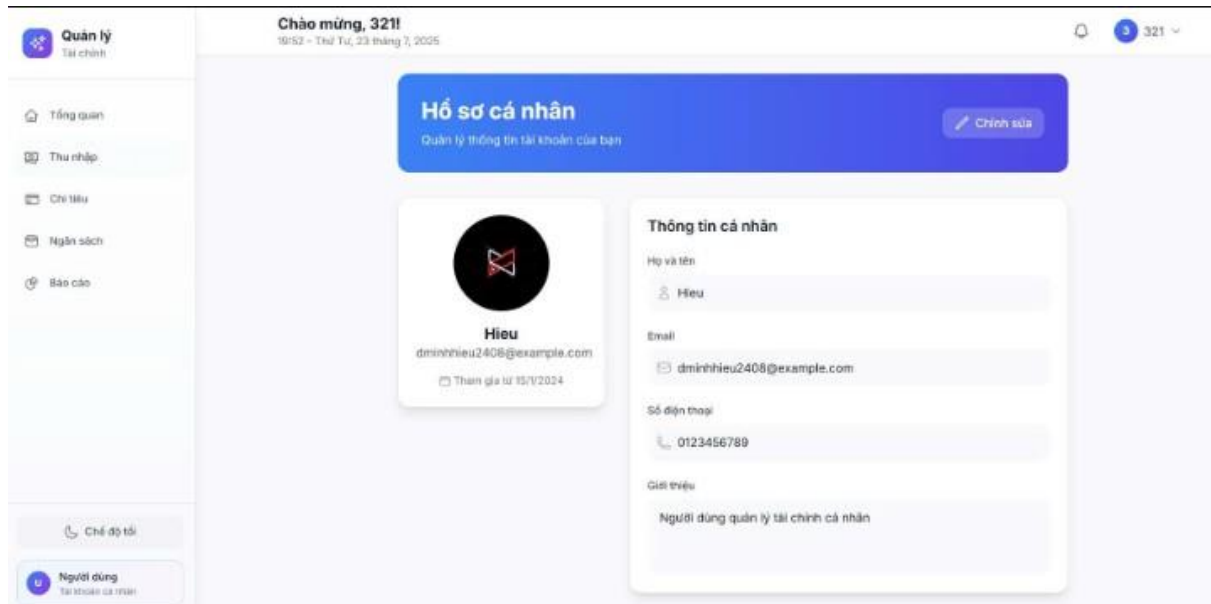 Quản lý
Tài chính
Tổng quan
Thu nhập
Chi tiêu
Ngân sách
Báo cáo
Chế độ tối
U
Người dùng
Tài khoản cá nhân
Chào mừng, 321!
19:52 - Thứ Tư, 23 tháng 7, 2025
3 321
Hồ sơ cá nhân
Quản lý thông tin tài khoản của bạn
Chỉnh sửa
Hieu
dminhhieu2408@example.com
Tham gia từ 15/1/2024
Thông tin cá nhân
Họ và tên
Hieu
Email
dminhhieu2408@example.com
Số điện thoại
0123456789
Giới thiệu
Người dùng quản lý tài chính cá nhân